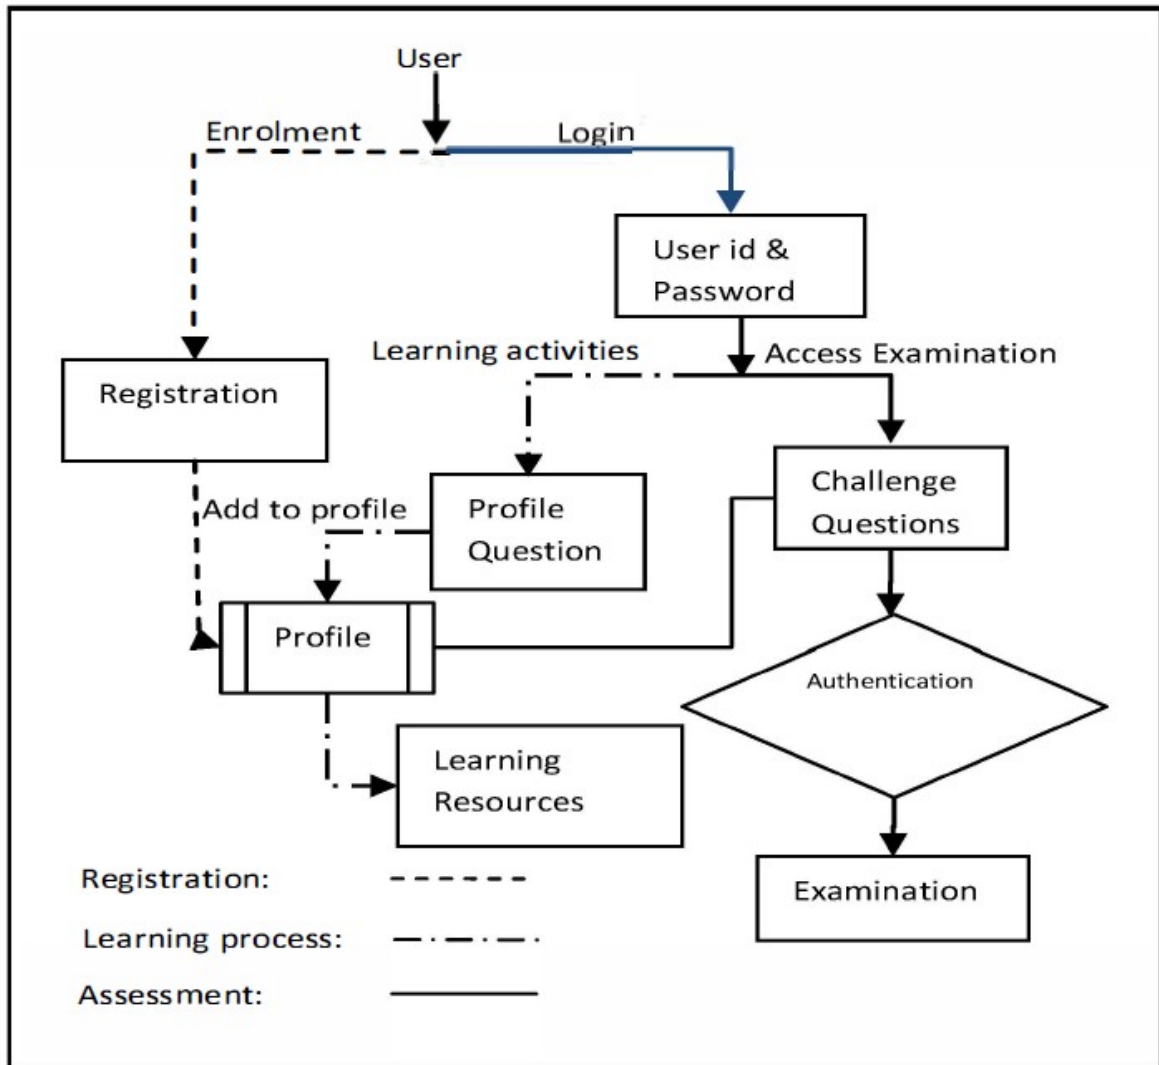 User
Enrolment
Login
User id &
Password
Learning activities
Access Examination
Registration
Challenge
Questions
Profile
Question
Add to profile
Profile
Authentication
Learning
Resources
Examination
Registration:
Learning process:
Assessment: